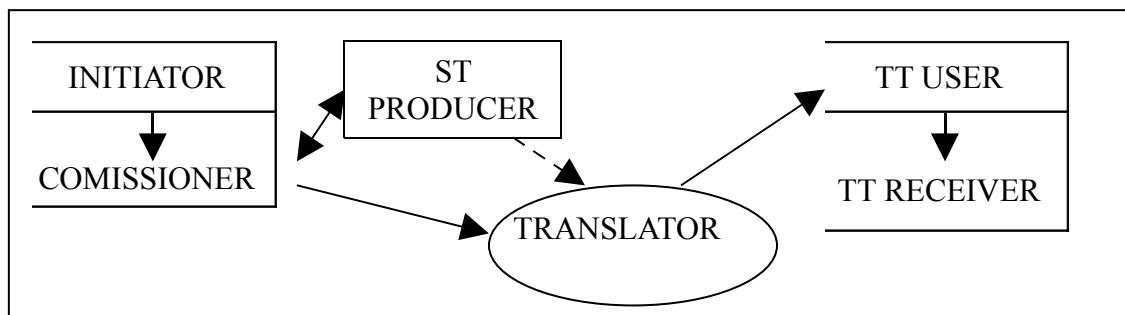 INITIATOR
COMISSIONER
ST
PRODUCER
TRANSLATOR
TT USER
TT RECEIVER